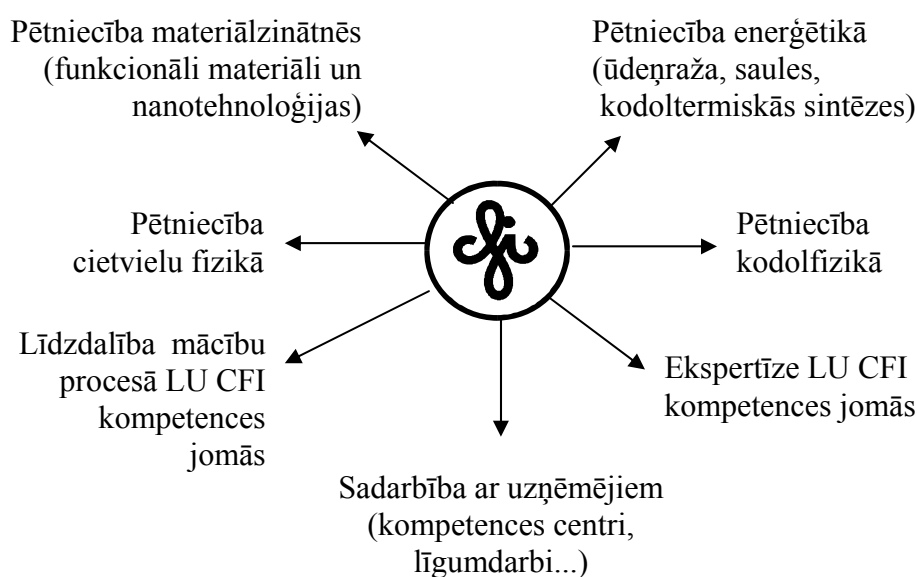 Pētniecība materiālzinātnēs
(funkcionāli materiāli un
nanotehnoloģijas)
Pētniecība enerģētikā
(ūdeņraža, saules,
kodoltermiskās sintēzes)
cfi
Pētniecība
cietvielu fizikā
Pētniecība
kodolfizikā
Līdzdalība mācību
procesā LU CFI
kompetences
jomās
Ekspertīze LU CFI
kompetences jomās
Sadarbība ar uzņēmējiem
(kompetences centri,
līgumdarbi...)